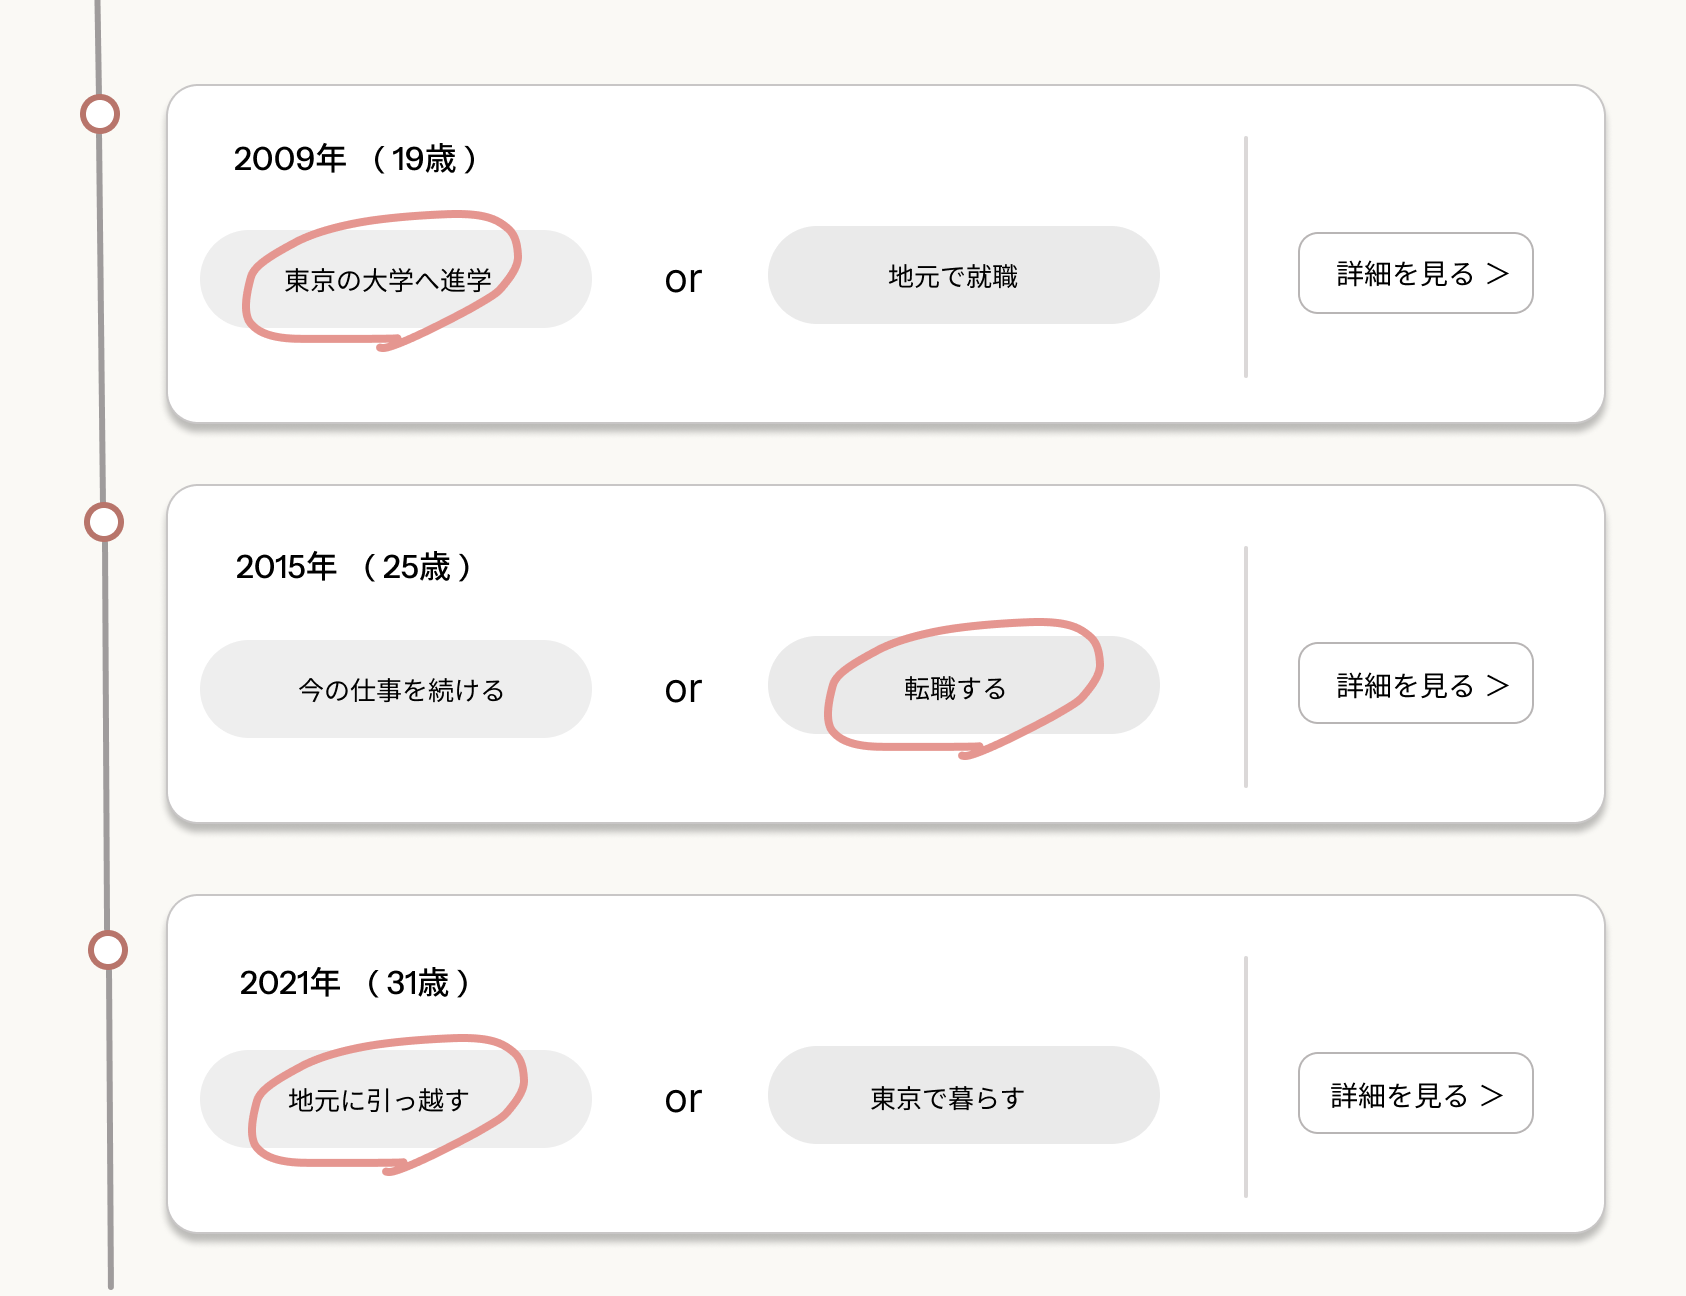 2009年 （19歳）
東京の大学へ進学 or 地元で就職 詳細を見る ＞
2015年 （25歳）
今の仕事を続ける or 転職する 詳細を見る ＞
2021年 （31歳）
地元に引っ越す or 東京で暮らす 詳細を見る ＞